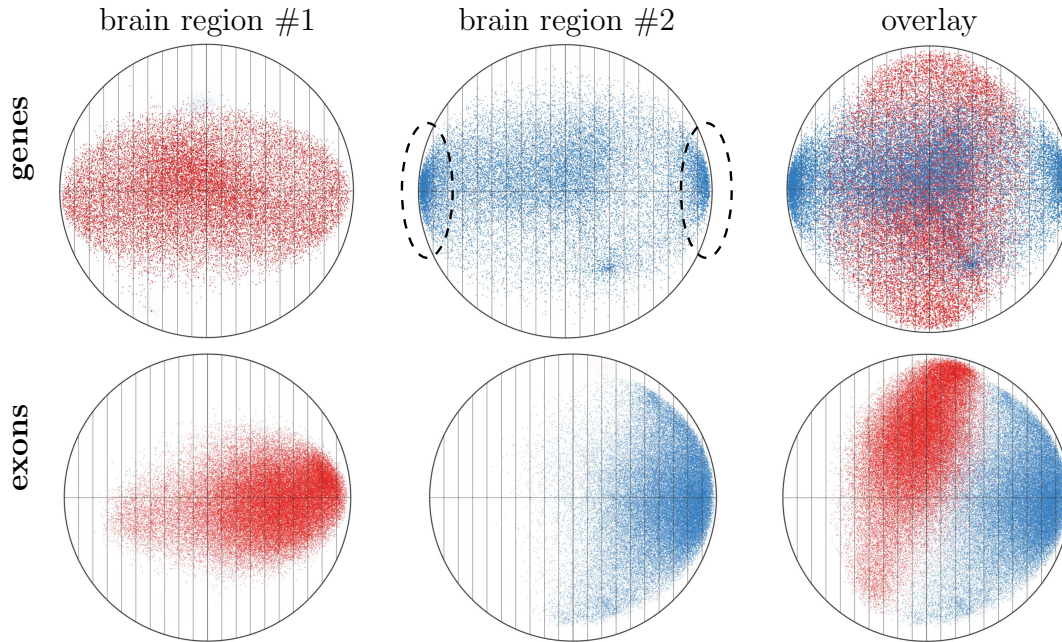 brain region #1
brain region #2
overlay
genes
exons